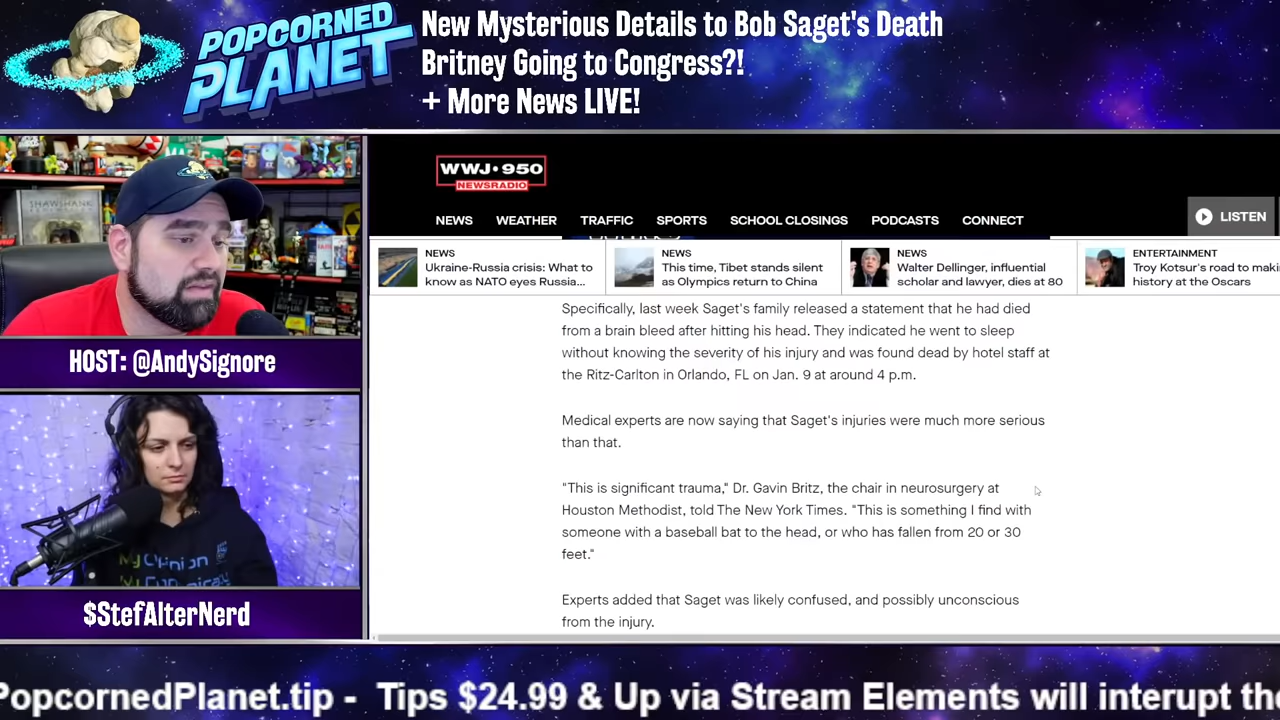 POPCORNED
PLANET
New Mysterious Details to Bob Saget's Death
Britney Going to Congress?!
+ More News LIVE!
SHAWSHANK
HOST: @AndySignore
My Opinion
$StefAlterNerd
WWJ•950
NEWSRADIO
NEWS WEATHER TRAFFIC SPORTS SCHOOL CLOSINGS PODCASTS CONNECT
LISTEN
NEWS
Ukraine-Russia crisis: What to
know as NATO eyes Russia...
NEWS
This time, Tibet stands silent
as Olympics return to China
NEWS
Walter Dellinger, influential
scholar and lawyer, dies at 80
ENTERTAINMENT
Troy Kotsur's road to maki
history at the Oscars
Specifically, last week Saget's family released a statement that he had died
from a brain bleed after hitting his head. They indicated he went to sleep
without knowing the severity of his injury and was found dead by hotel staff at
the Ritz-Carlton in Orlando, FL on Jan. 9 at around 4 p.m.
Medical experts are now saying that Saget's injuries were much more serious
than that.
"This is significant trauma," Dr. Gavin Britz, the chair in neurosurgery at
Houston Methodist, told The New York Times. "This is something I find with
someone with a baseball bat to the head, or who has fallen from 20 or 30
feet."
Experts added that Saget was likely confused, and possibly unconscious
from the injury.
PopcornedPlanet.tip - Tips $24.99 & Up via Stream Elements will interupt the